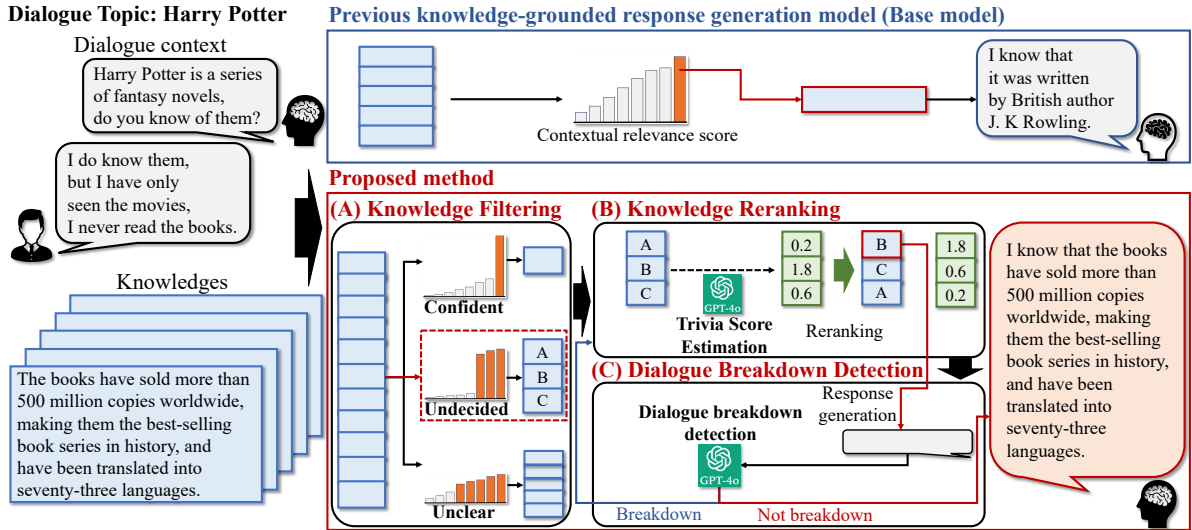 Dialogue Topic: Harry Potter
Dialogue context
Harry Potter is a series
of fantasy novels,
do you know of them?
I do know them,
but I have only
seen the movies,
I never read the books.
Knowledges
The books have sold more than
500 million copies worldwide,
making them the best-selling
book series in history, and
have been translated into
seventy-three languages.
Previous knowledge-grounded response generation model (Base model)
Contextual relevance score
I know that
it was written
by British author
J. K Rowling.
Proposed method
(A) Knowledge Filtering
Confident
Undecided
A
B
C
Unclear
(B) Knowledge Reranking
A
B
C
GPT-4o
Trivia Score
Estimation
0.2
1.8
0.6
Reranking
B
C
A
1.8
0.6
0.2
(C) Dialogue Breakdown Detection
Response
generation
Dialogue breakdown
detection
GPT-4o
Breakdown
Not breakdown
I know that the books
have sold more than
500 million copies
worldwide, making
them the best-selling
book series in history,
and have been
translated into
seventy-three
languages.